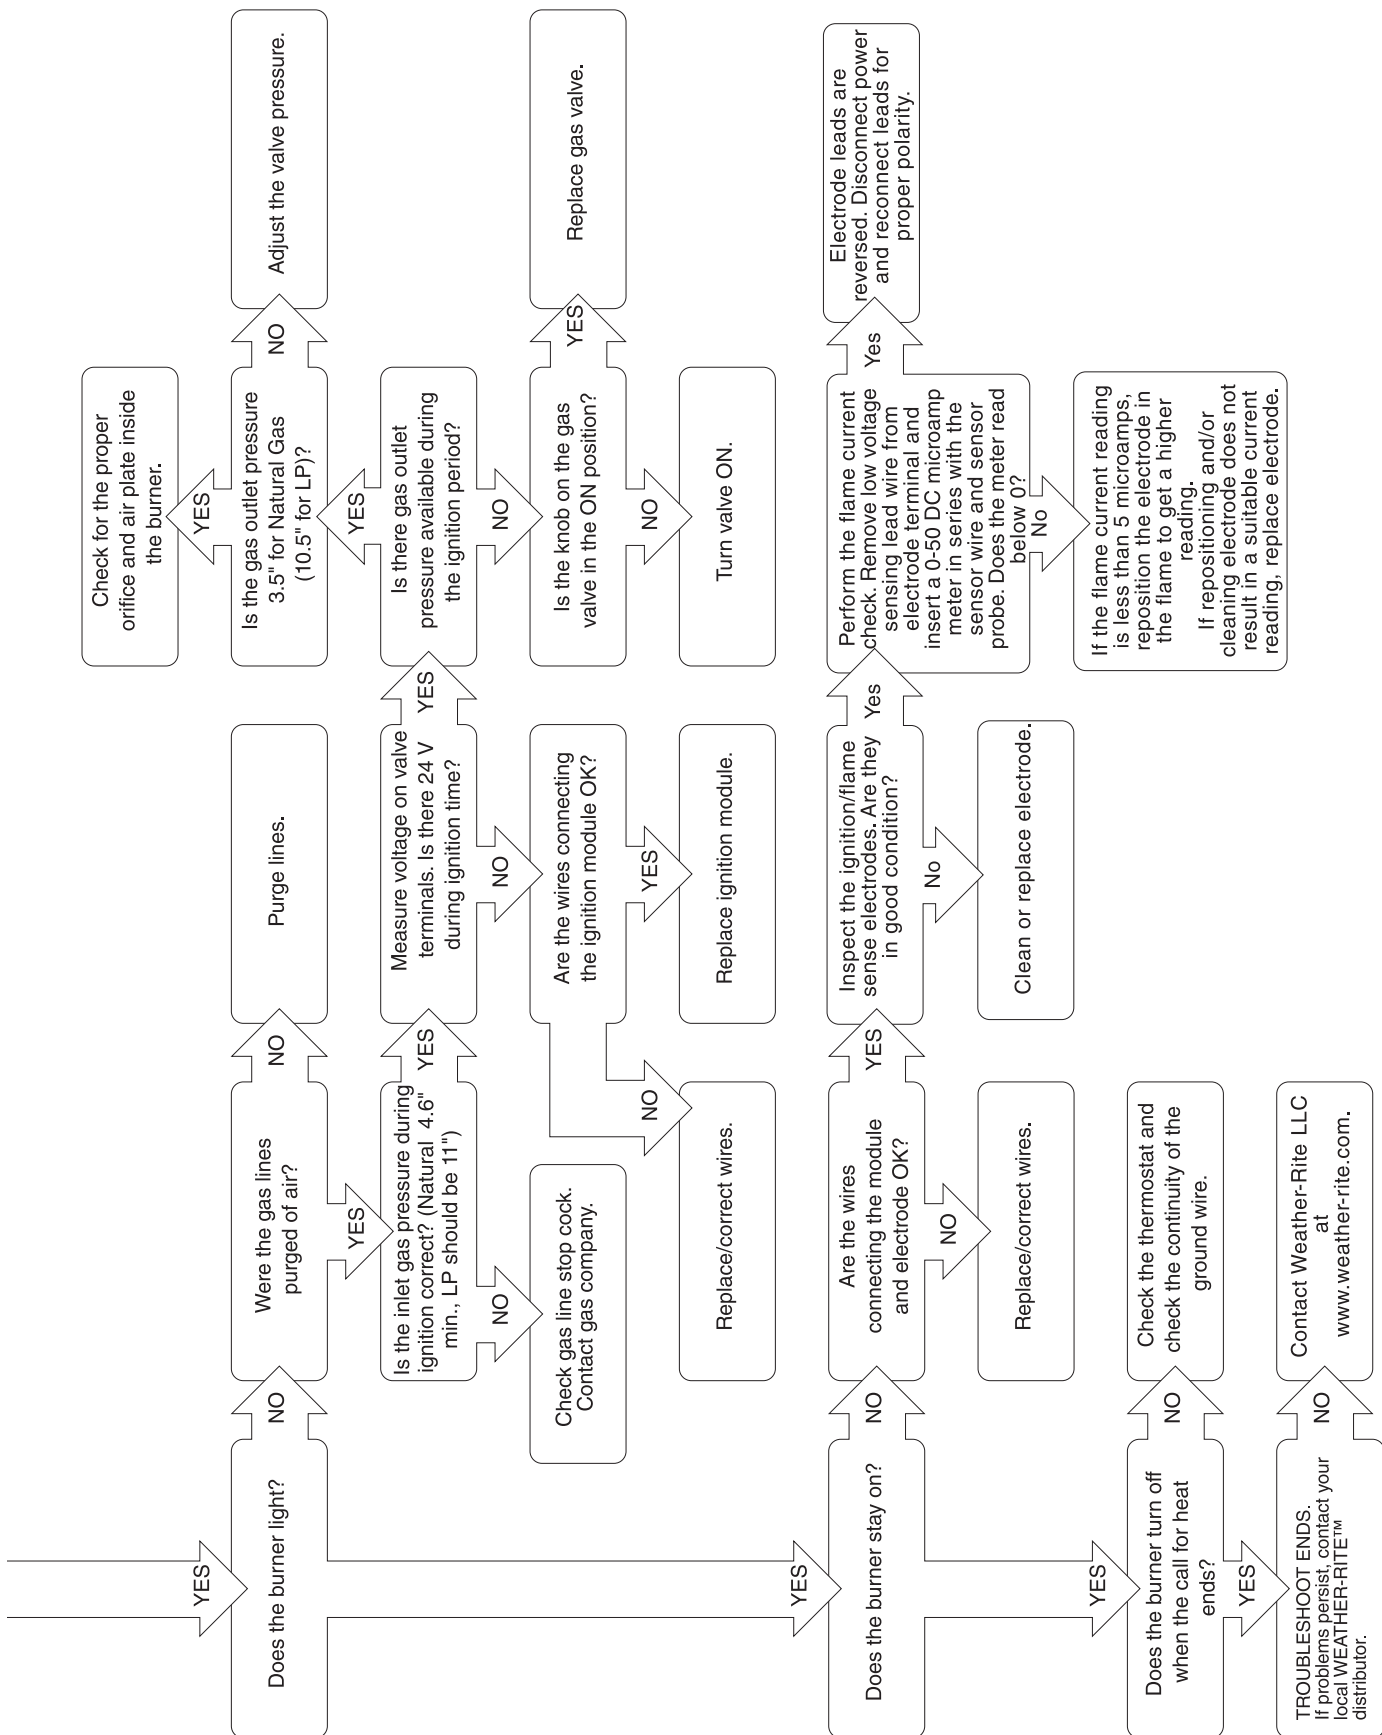 YES
Does the burner light?
NO
Were the gas lines
purged of air?
NO
Purge lines.
YES
Is the inlet gas pressure during
ignition correct? (Natural 4.6"
min., LP should be 11")
NO
Check gas line stop cock.
Contact gas company.
YES
Measure voltage on valve
terminals. Is there 24 V
during ignition time?
NO
Are the wires connecting
the ignition module OK?
NO
Replace/correct wires.
YES
Replace ignition module.
YES
Is there gas outlet
pressure available during
the ignition period?
YES
Is the gas outlet pressure
3.5" for Natural Gas
(10.5" for LP)?
YES
Check for the proper
orifice and air plate inside
the burner.
NO
Adjust the valve pressure.
NO
Is the knob on the gas
valve in the ON position?
YES
Replace gas valve.
NO
Turn valve ON.
YES
Does the burner stay on?
NO
Are the wires
connecting the module
and electrode OK?
NO
Replace/correct wires.
YES
Inspect the ignition/flame
sense electrodes. Are they
in good condition?
No
Clean or replace electrode.
Yes
Perform the flame current
check. Remove low voltage
sensing lead wire from
electrode terminal and
insert a 0-50 DC microamp
meter in series with the
sensor wire and sensor
probe. Does the meter read
below 0?
Yes
Electrode leads are
reversed. Disconnect power
and reconnect leads for
proper polarity.
No
If the flame current reading
is less than 5 microamps,
reposition the electrode in
the flame to get a higher
reading.
If repositioning and/or
cleaning electrode does not
result in a suitable current
reading, replace electrode.
YES
Does the burner turn off
when the call for heat
ends?
NO
Check the thermostat and
check the continuity of the
ground wire.
YES
TROUBLESHOOT ENDS.
If problems persist, contact your
local WEATHER-RITE™
distributor.
NO
Contact Weather-Rite LLC
at
www.weather-rite.com.